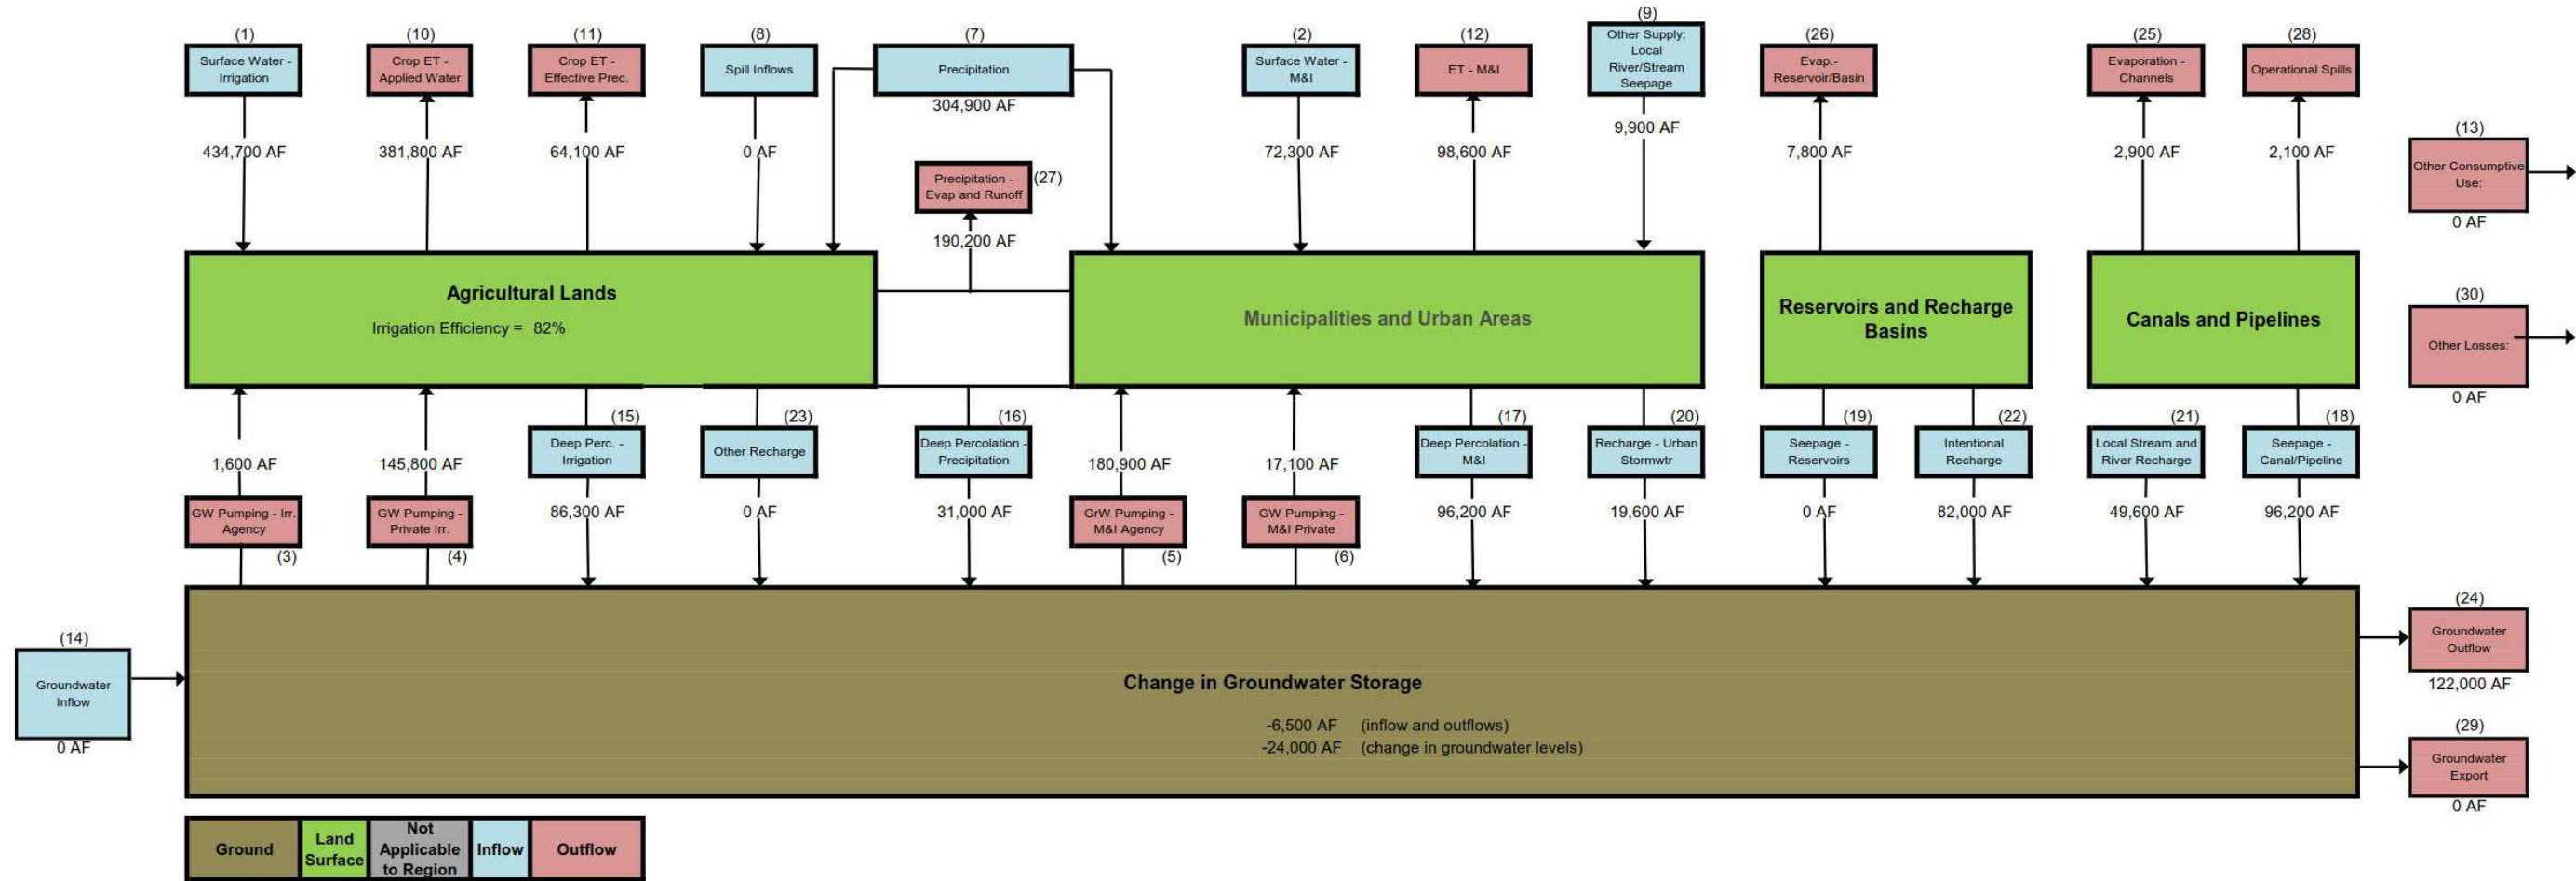 (1)
(10)
(11)
(8)
(7)
(2)
(12)
(9)
(26)
(25)
(28)
Surface Water -
Irrigation
Crop ET -
Applied Water
Crop ET -
Effective Prec.
Spill Inflows
Precipitation
304,900 AF
Surface Water -
M&I
ET - M&I
Other Supply:
Local
River/Stream
Seepage
9,900 AF
Evap.-
Reservoir/Basin
Evaporation -
Channels
Operational Spills
434,700 AF
381,800 AF
64,100 AF
0 AF
72,300 AF
98,600 AF
7,800 AF
2,900 AF
2,100 AF
(13)
Other Consumptive
Use:
0 AF
Precipitation -
Evap and Runoff
(27)
190,200 AF
Agricultural Lands
Irrigation Efficiency = 82%
Municipalities and Urban Areas
Reservoirs and Recharge
Basins
Canals and Pipelines
(30)
Other Losses:
0 AF
(15)
(23)
(16)
(17)
(20)
(19)
(22)
(21)
(18)
1,600 AF
145,800 AF
Deep Perc. -
Irrigation
Other Recharge
Deep Percolation -
Precipitation
180,900 AF
17,100 AF
Deep Percolation -
M&I
Recharge - Urban
Stormwtr
Seepage -
Reservoirs
Intentional
Recharge
Local Stream and
River Recharge
Seepage -
Canal/Pipeline
GW Pumping - Irr.
Agency
(3)
GW Pumping -
Private Irr.
(4)
86,300 AF
0 AF
31,000 AF
GrW Pumping -
M&I Agency
(5)
GW Pumping -
M&I Private
(6)
96,200 AF
19,600 AF
0 AF
82,000 AF
49,600 AF
96,200 AF
(14)
Groundwater
Inflow
0 AF
Change in Groundwater Storage
-6,500 AF (inflow and outflows)
-24,000 AF (change in groundwater levels)
(24)
Groundwater
Outflow
122,000 AF
(29)
Groundwater
Export
0 AF
Ground
Land
Surface
Not
Applicable
to Region
Inflow
Outflow